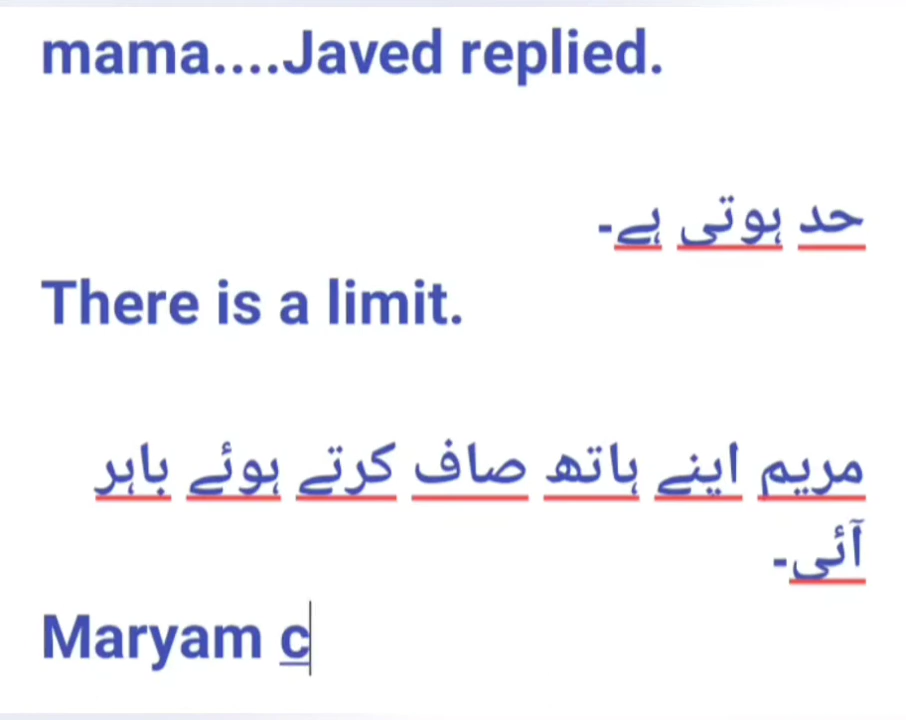 mama....Javed replied.
حد ہوتی ہے۔
There is a limit.
مریم اپنے ہاتھ صاف کرتے ہوئے باہر
آئی۔
Maryam c